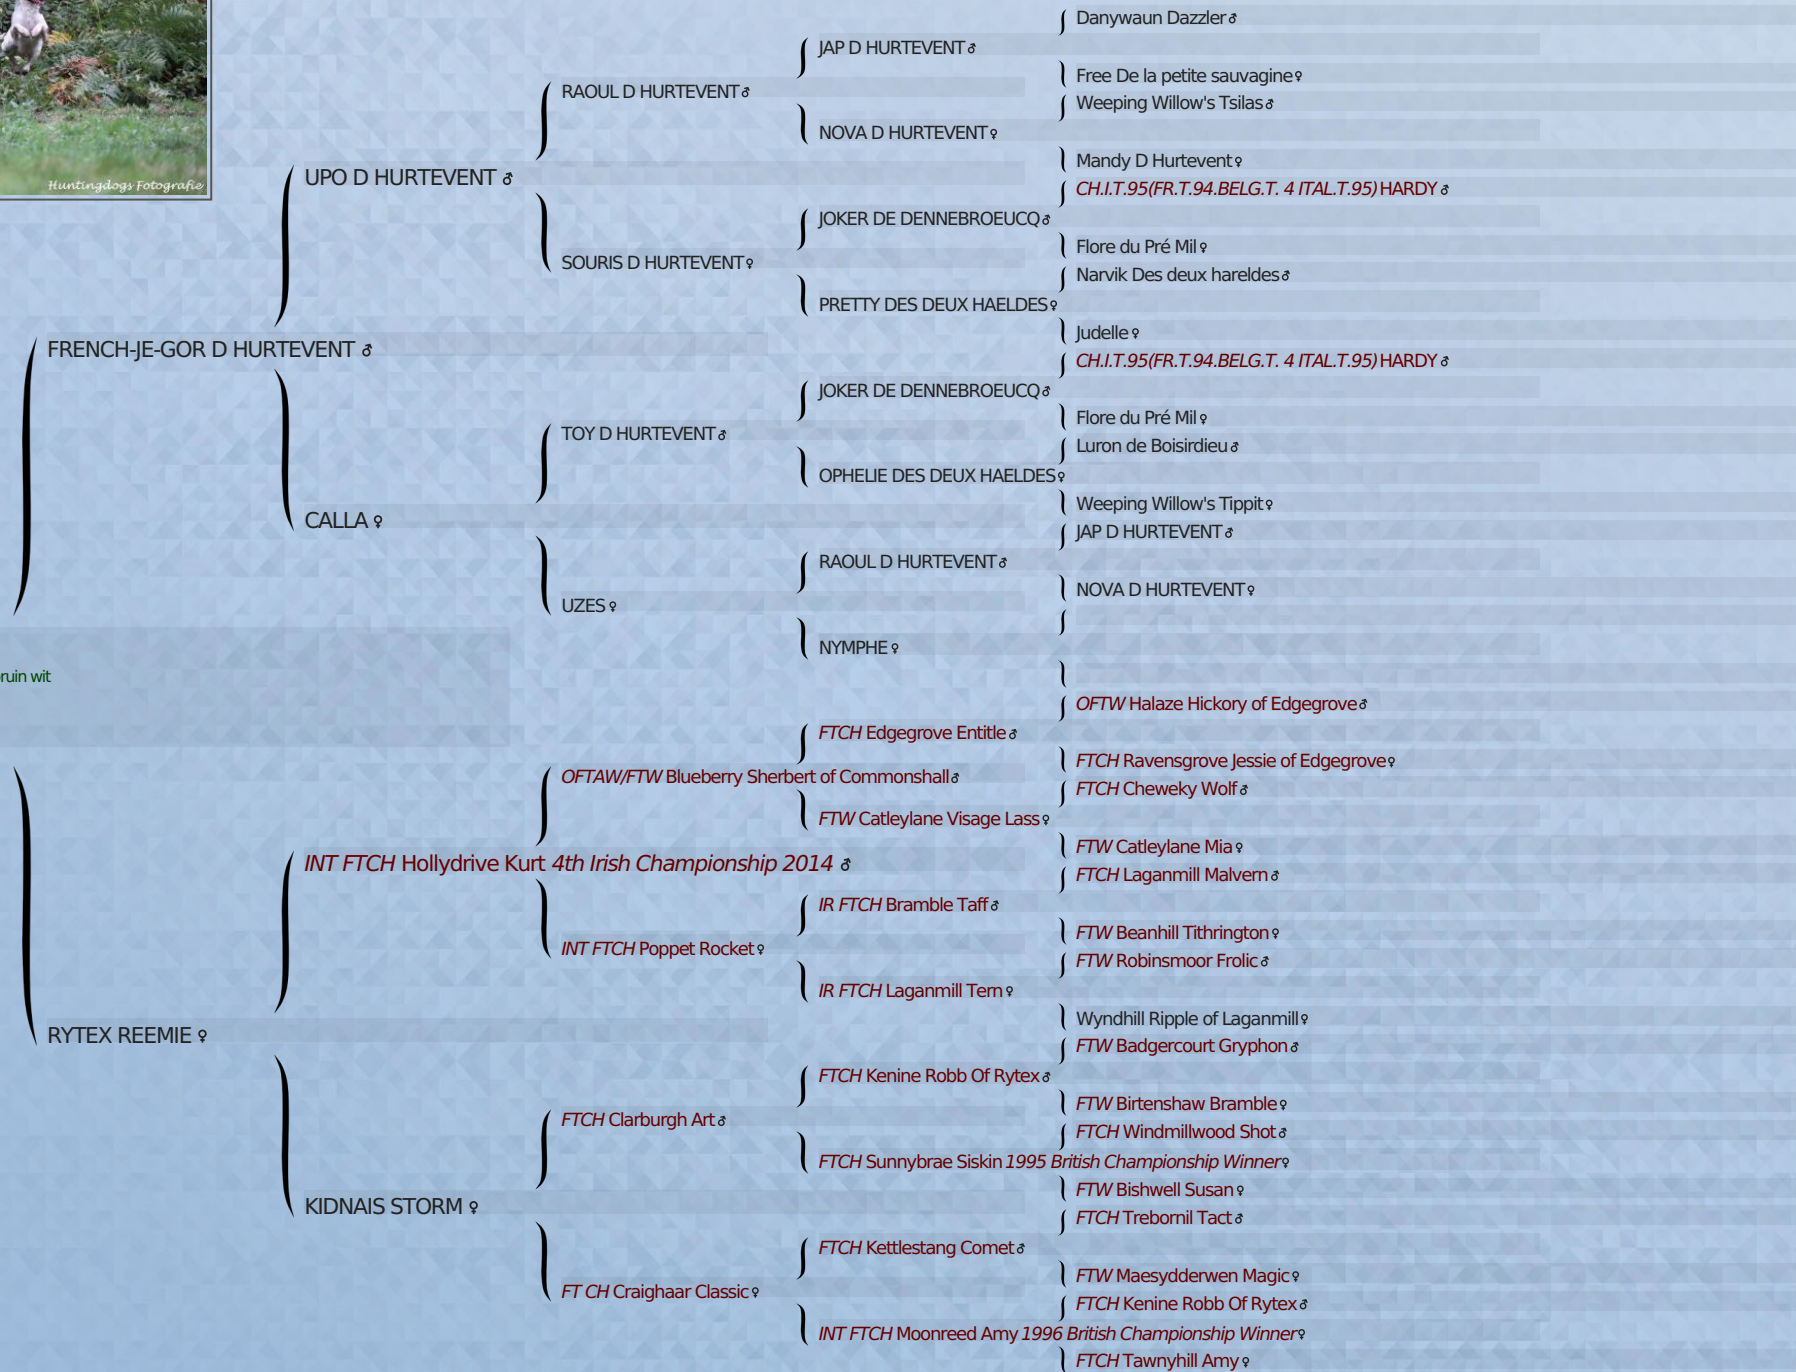 Danywaun Dazzler♂
JAP D HURTEVENT♂
Free De la petite sauvagine♀
RAOUL D HURTEVENT♂
Weeping Willow's Tsilas♂
NOVA D HURTEVENT♀
Mandy D Hurtevent♀
Huntingdogs Fotografie
UPO D HURTEVENT ♂
CH.I.T.95(FR.T.94.BELG.T. 4 ITAL.T.95) HARDY ♂
JOKER DE DENNEBROEUCQ♂
Flore du Pré Mil♀
SOURIS D HURTEVENT♀
Narvik Des deux hareldes♂
PRETTY DES DEUX HAELDES♀
Judelle♀
FRENCH-JE-GOR D HURTEVENT ♂
CH.I.T.95(FR.T.94.BELG.T. 4 ITAL.T.95) HARDY ♂
JOKER DE DENNEBROEUCQ♂
Flore du Pré Mil♀
TOY D HURTEVENT♂
Luron de Boisirdieu♂
OPHELIE DES DEUX HAELDES♀
Weeping Willow's Tippit♀
CALLA ♀
JAP D HURTEVENT♂
RAOUL D HURTEVENT♂
NOVA D HURTEVENT♀
UZES♀
NYMPHE♀
ruin wit
OFTW Halaze Hickory of Edgegrove♂
FTCH Edgegrove Entitle♂
FTCH Ravensgrove Jessie of Edgegrove♀
OFTAW/FTW Blueberry Sherbert of Commonshall♂
FTCH Cheweky Wolf♂
FTW Catleylane Visage Lass♀
FTW Catleylane Mia♀
INT FTCH Hollydrive Kurt 4th Irish Championship 2014 ♂
FTCH Laganmill Malvern♂
IR FTCH Bramble Taff♂
FTW Beanhill Tithrington♀
INT FTCH Poppet Rocket♀
FTW Robinsmoor Frolic♂
IR FTCH Laganmill Tern♀
Wyndhill Ripple of Laganmill♀
RYTEX REEMIE ♀
FTW Badgercourt Gryphon♂
FTCH Kenine Robb Of Rytex♂
FTW Birtenshaw Bramble♀
FTCH Clarburgh Art♂
FTCH Windmillwood Shot♂
FTCH Sunnybrae Siskin 1995 British Championship Winner♀
FTW Bishwell Susan♀
KIDNAIS STORM ♀
FTCH Trebornil Tact♂
FTCH Kettlestang Comet♂
FTW Maesydderwen Magic♀
FT CH Craighaar Classic♀
FTCH Kenine Robb Of Rytex♂
INT FTCH Moonreed Amy 1996 British Championship Winner♀
FTCH Tawnyhill Amy♀